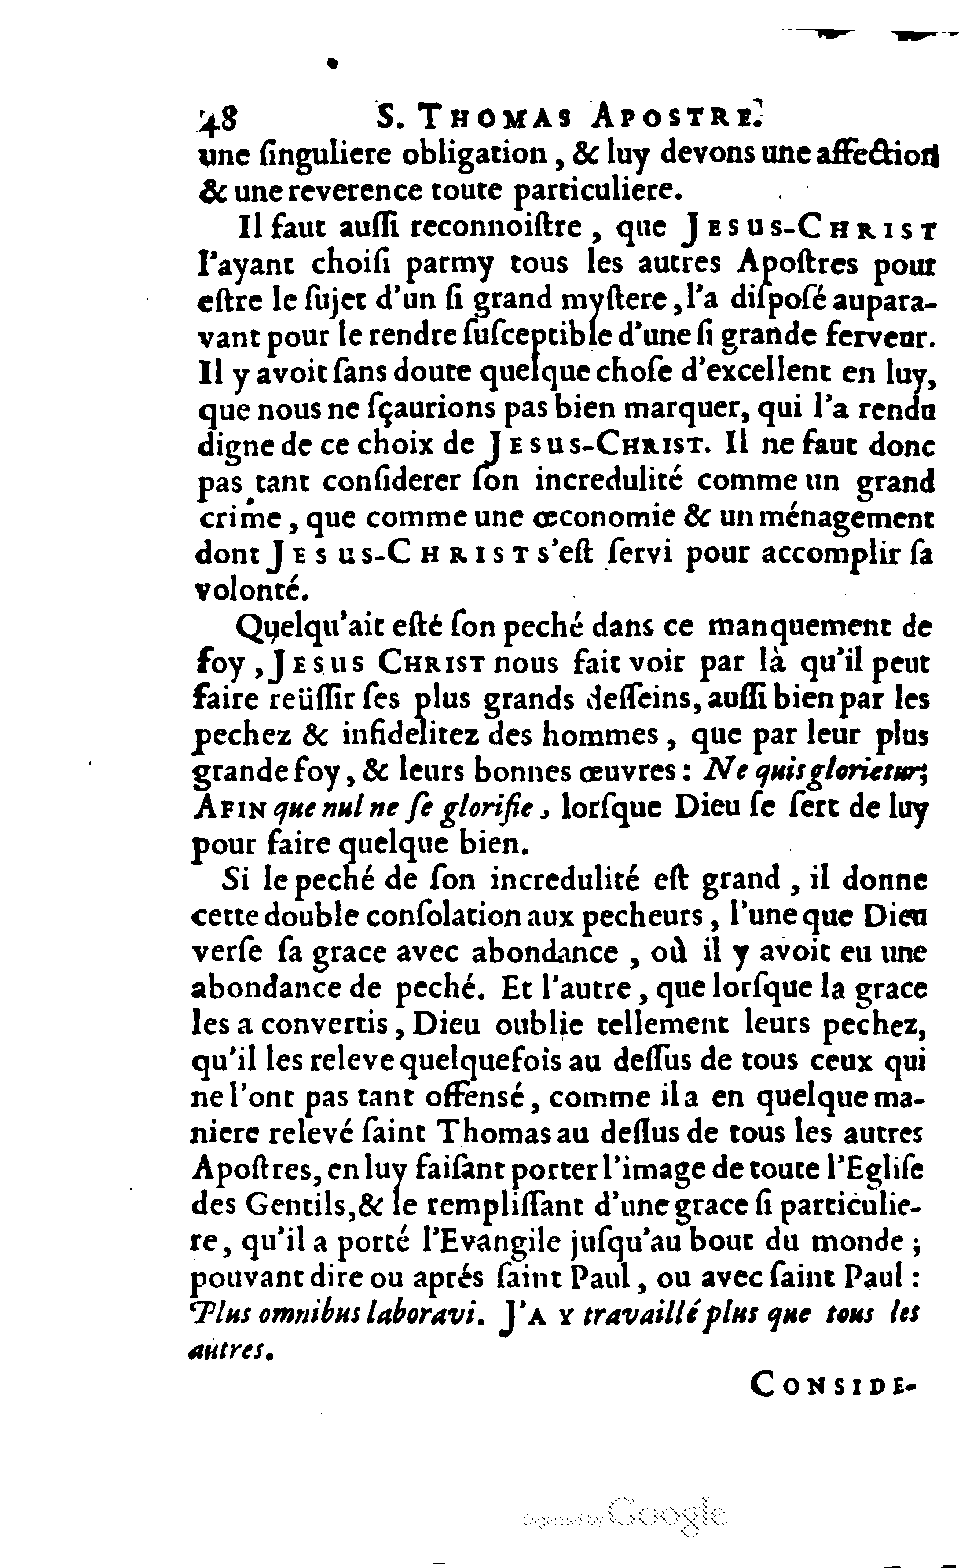 48 S. THOMAS APOSTRE.
une ſinguliere obligation, & luy devons une affection
& une reverence toute particuliere.
Il faut auſſi reconnoiſtre, que JESUS-CHRIST
l'ayant choiſi parmy tous les autres Apoſtres pour
eſtre le ſujet d'un ſi grand myſtere, l'a diſpoſé aupara-
vant pour le rendre ſuſceptible d'une ſi grande ferveur.
Il y avoit ſans doute quelque choſe d'excellent en luy,
que nous ne ſçaurions pas bien marquer, qui l'a rendu
digne de ce choix de JESUS-CHRIST. Il ne faut donc
pas tant conſiderer ſon incredulité comme un grand
crime, que comme une œconomie & un ménagement
dont JESUS-CHRIST s'eſt ſervi pour accomplir ſa
volonté.
Quelqu'ait eſté ſon peché dans ce manquement de
foy, JESUS CHRIST nous fait voir par là qu'il peut
faire reüſſir ſes plus grands deſſeins, auſſi bien par les
pechez & infidelitez des hommes, que par leur plus
grande foy, & leurs bonnes œuvres: Ne quis glorietur;
AFIN que nul ne ſe glorifie, lorſque Dieu ſe ſert de luy
pour faire quelque bien.
Si le peché de ſon incredulité eſt grand, il donne
cette double conſolation aux pecheurs, l'une que Dieu
verſe ſa grace avec abondance, où il y avoit eu une
abondance de peché. Et l'autre, que lorſque la grace
les a convertis, Dieu oublie tellement leurs pechez,
qu'il les releve quelquefois au deſſus de tous ceux qui
ne l'ont pas tant offensé, comme il a en quelque ma-
niere relevé ſaint Thomas au deſſus de tous les autres
Apoſtres, en luy faiſant porter l'image de toute l'Egliſe
des Gentils, & le rempliſſant d'une grace ſi particulie-
re, qu'il a porté l'Evangile juſqu'au bout du monde;
pouvant dire ou aprés ſaint Paul, ou avec ſaint Paul:
Plus omnibus laboravi. J'AY travaillé plus que tous les
autres.
CONSIDE-
Digitized by Google